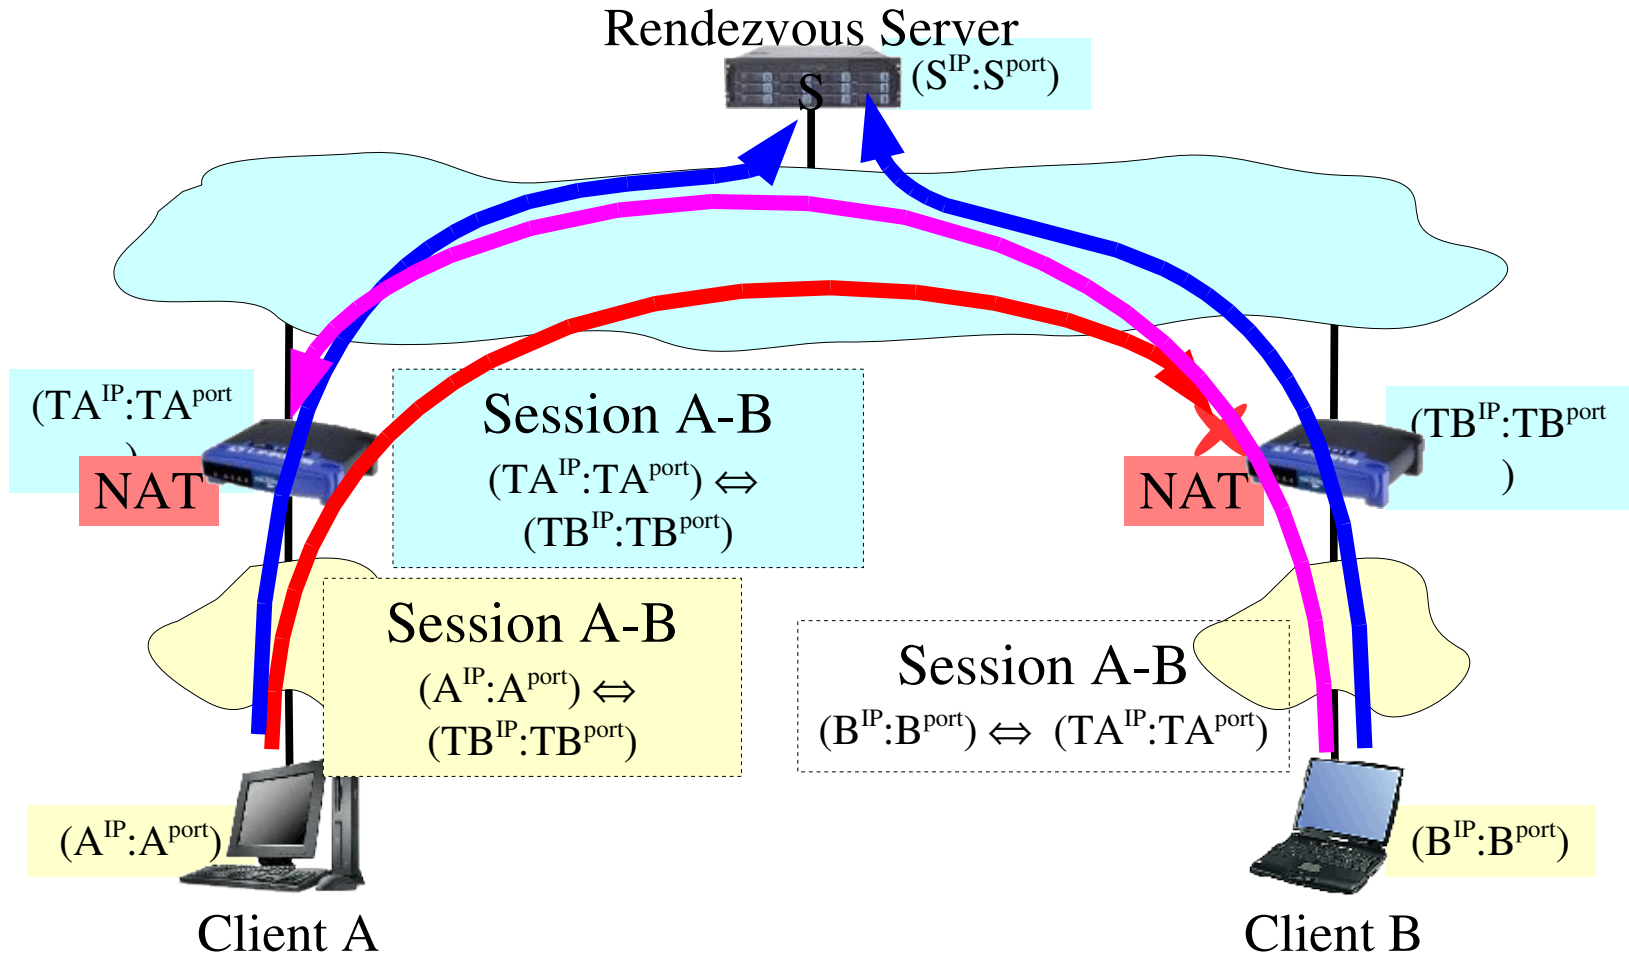 Rendezvous Server
S
(S^IP:S^port)
(TA^IP:TA^port
)
NAT
Session A-B
(TA^IP:TA^port) ⇔
(TB^IP:TB^port)
NAT
(TB^IP:TB^port
)
Session A-B
(A^IP:A^port) ⇔
(TB^IP:TB^port)
Session A-B
(B^IP:B^port) ⇔ (TA^IP:TA^port)
(A^IP:A^port)
(B^IP:B^port)
Client A
Client B